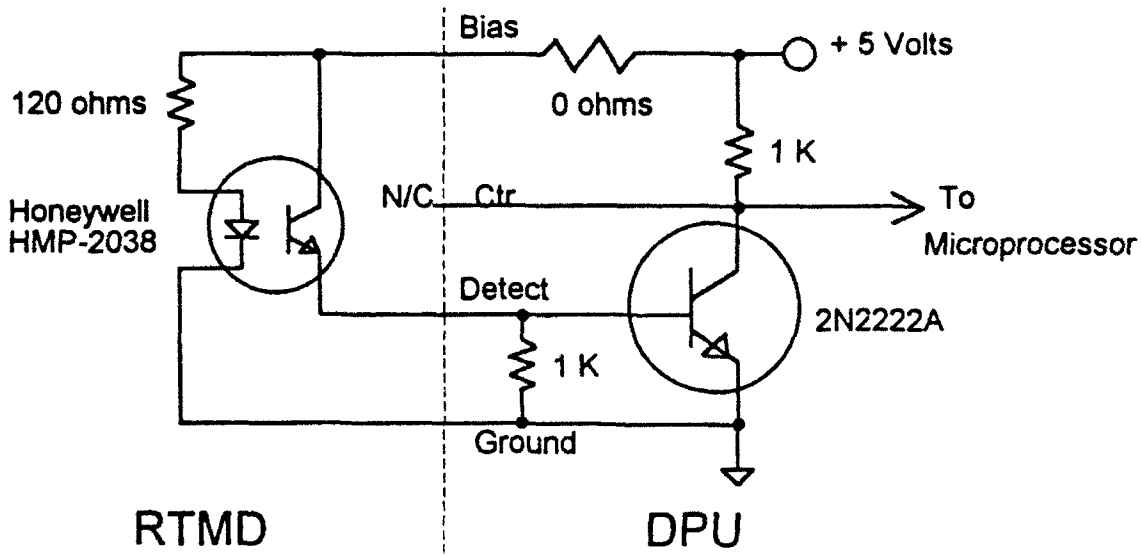 Bias
+ 5 Volts
120 ohms
0 ohms
1 K
N/C
Ctr
To
Microprocessor
Honeywell
HMP-2038
Detect
2N2222A
1 K
Ground
RTMD
DPU